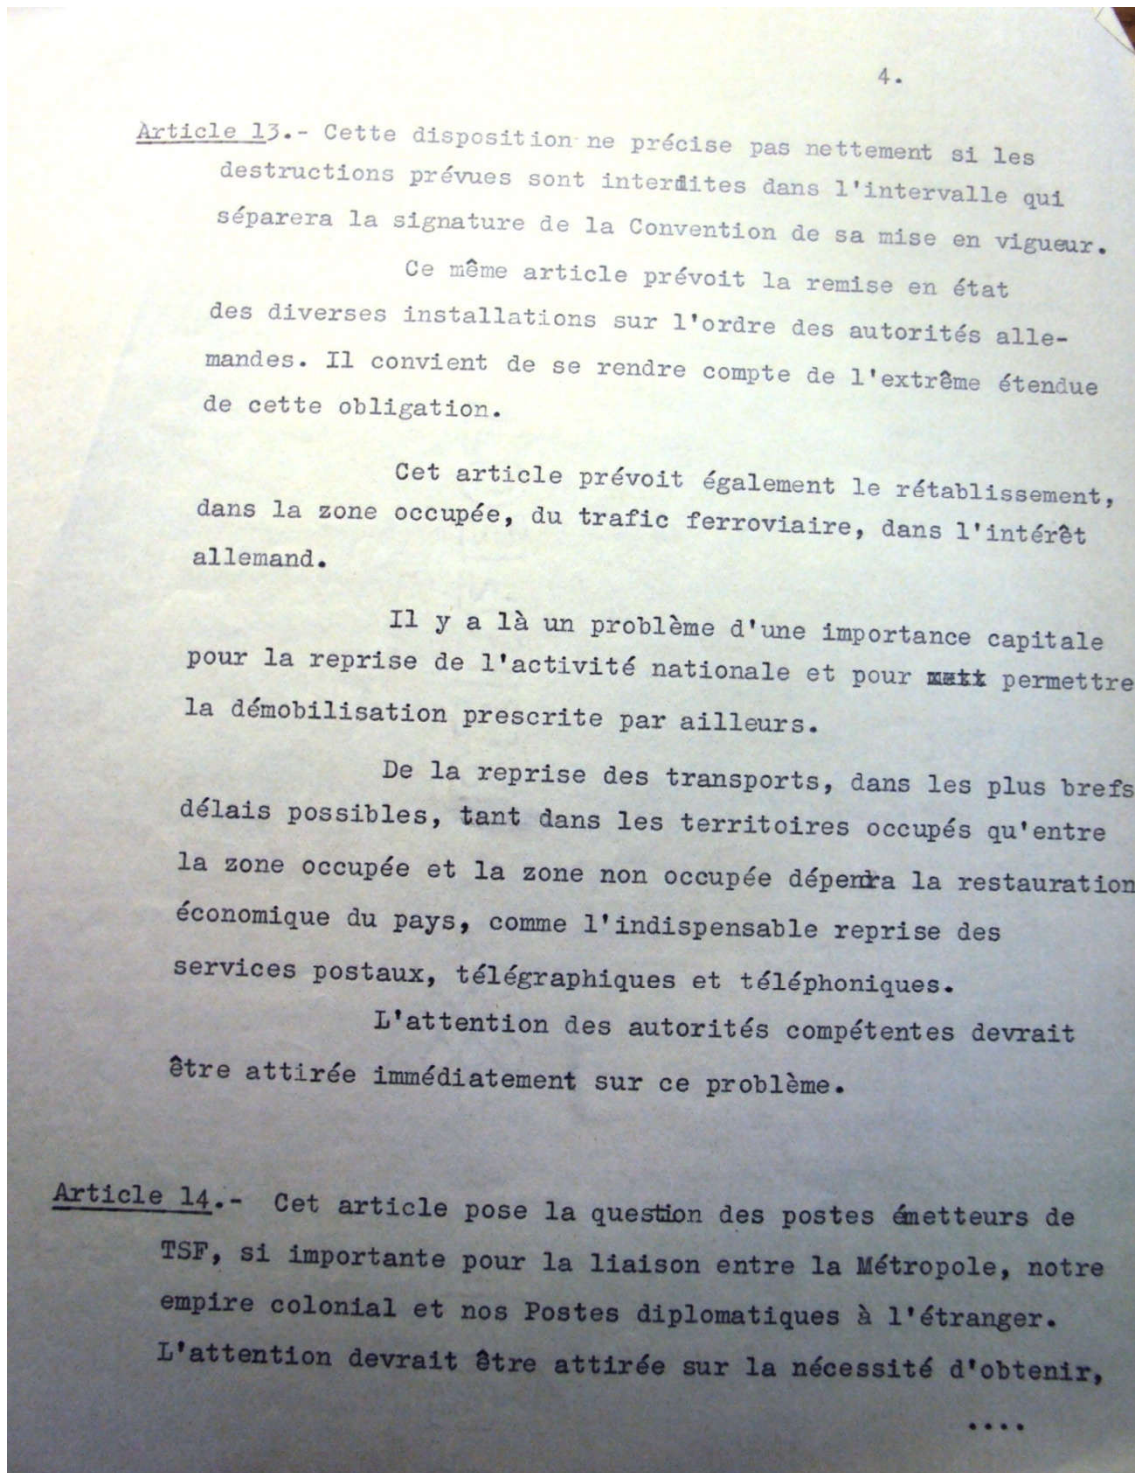 4.
Article 13.- Cette disposition ne précise pas nettement si les
destructions prévues sont interdites dans l'intervalle qui
séparera la signature de la Convention de sa mise en vigueur.
Ce même article prévoit la remise en état
des diverses installations sur l'ordre des autorités alle-
mandes. Il convient de se rendre compte de l'extrême étendue
de cette obligation.
Cet article prévoit également le rétablissement,
dans la zone occupée, du trafic ferroviaire, dans l'intérêt
allemand.
Il y a là un problème d'une importance capitale
pour la reprise de l'activité nationale et pour permettre
la démobilisation prescrite par ailleurs.
De la reprise des transports, dans les plus brefs
délais possibles, tant dans les territoires occupés qu'entre
la zone occupée et la zone non occupée dépendra la restauration
économique du pays, comme l'indispensable reprise des
services postaux, télégraphiques et téléphoniques.
L'attention des autorités compétentes devrait
être attirée immédiatement sur ce problème.
Article 14.- Cet article pose la question des postes émetteurs de
TSF, si importante pour la liaison entre la Métropole, notre
empire colonial et nos Postes diplomatiques à l'étranger.
L'attention devrait être attirée sur la nécessité d'obtenir,
....